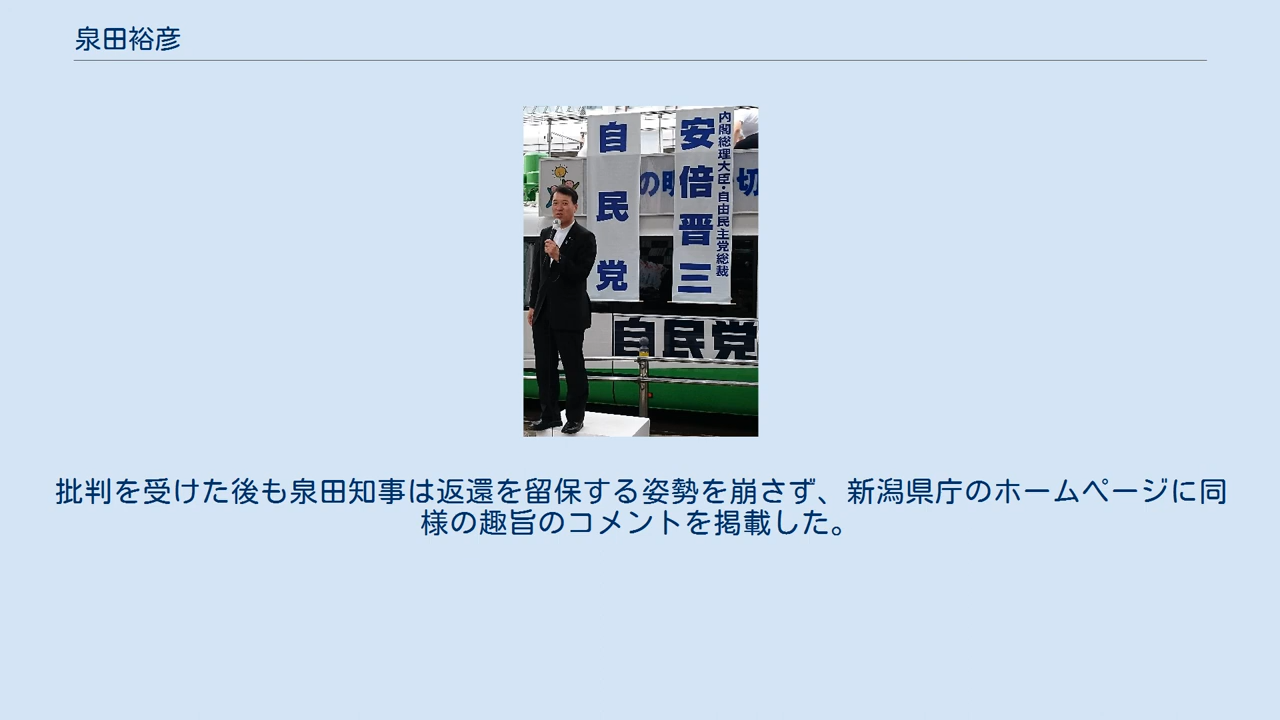 泉田裕彦
自民党
安倍晋三
内閣総理大臣・自由民主党総裁
の明
切
自民党
批判を受けた後も泉田知事は返還を留保する姿勢を崩さず、新潟県庁のホームページに同
様の趣旨のコメントを掲載した。